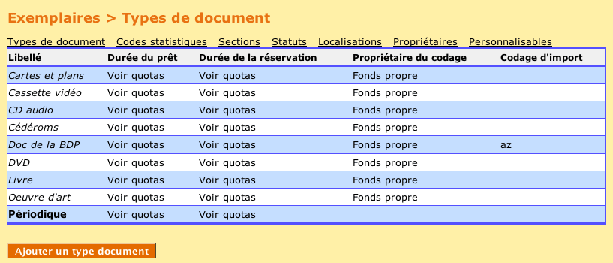 Exemplaires > Types de document
Types de document Codes statistiques Sections Statuts Localisations Propriétaires Personnalisables
Libellé Durée du prêt Durée de la réservation Propriétaire du codage Codage d'import
Cartes et plans Voir quotas Voir quotas Fonds propre
Cassette vidéo Voir quotas Voir quotas Fonds propre
CD audio Voir quotas Voir quotas Fonds propre
Cédéroms Voir quotas Voir quotas Fonds propre
Doc de la BDP Voir quotas Voir quotas Fonds propre az
DVD Voir quotas Voir quotas Fonds propre
Livre Voir quotas Voir quotas Fonds propre
Oeuvre d'art Voir quotas Voir quotas Fonds propre
Périodique Voir quotas Voir quotas
Ajouter un type document